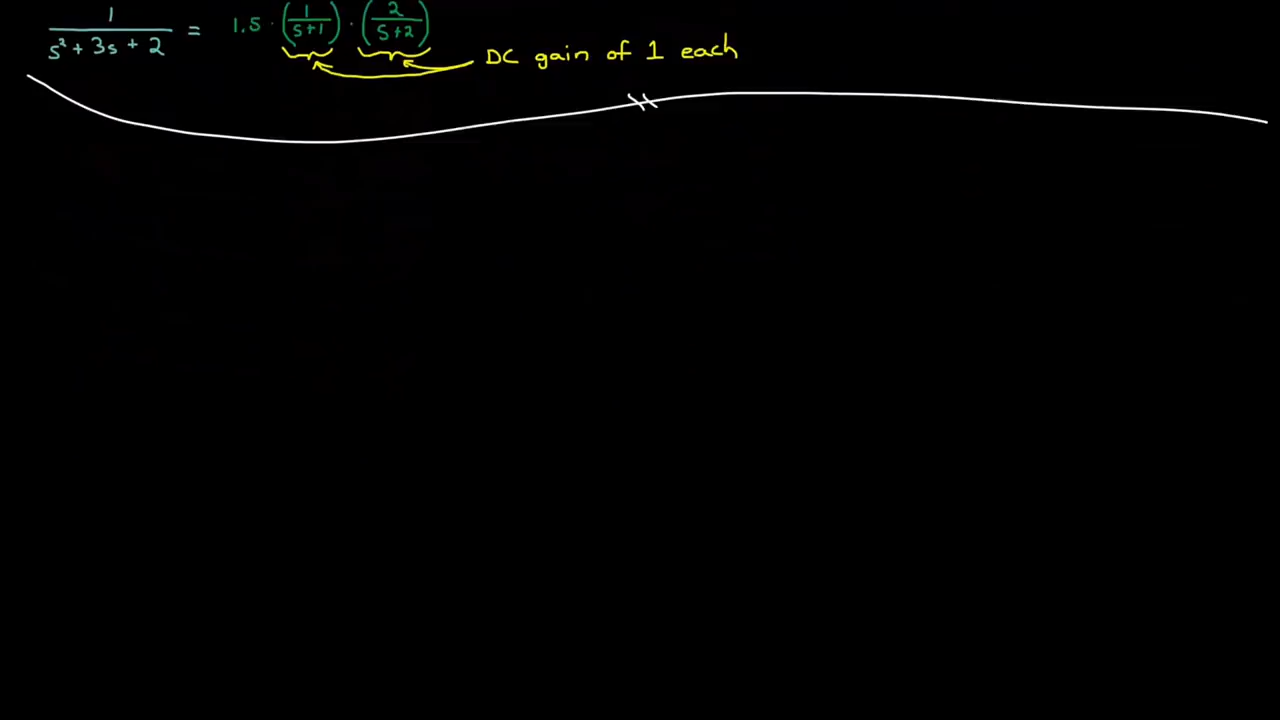 1/(s² + 3s + 2) = 1.5 · (1/(s+1)) · (2/(s+2))
DC gain of 1 each